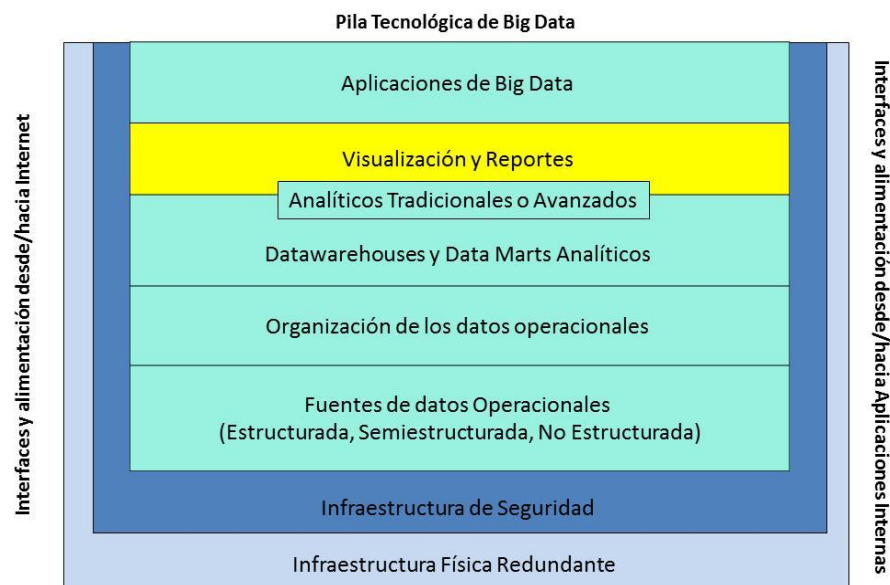 Pila Tecnológica de Big Data
Interfaces y alimentación desde/hacia Internet
Aplicaciones de Big Data
Visualización y Reportes
Analíticos Tradicionales o Avanzados
Datawarehouses y Data Marts Analíticos
Organización de los datos operacionales
Fuentes de datos Operacionales
(Estructurada, Semiestructurada, No Estructurada)
Infraestructura de Seguridad
Infraestructura Física Redundante
Interfaces y alimentación desde/hacia Aplicaciones Internas